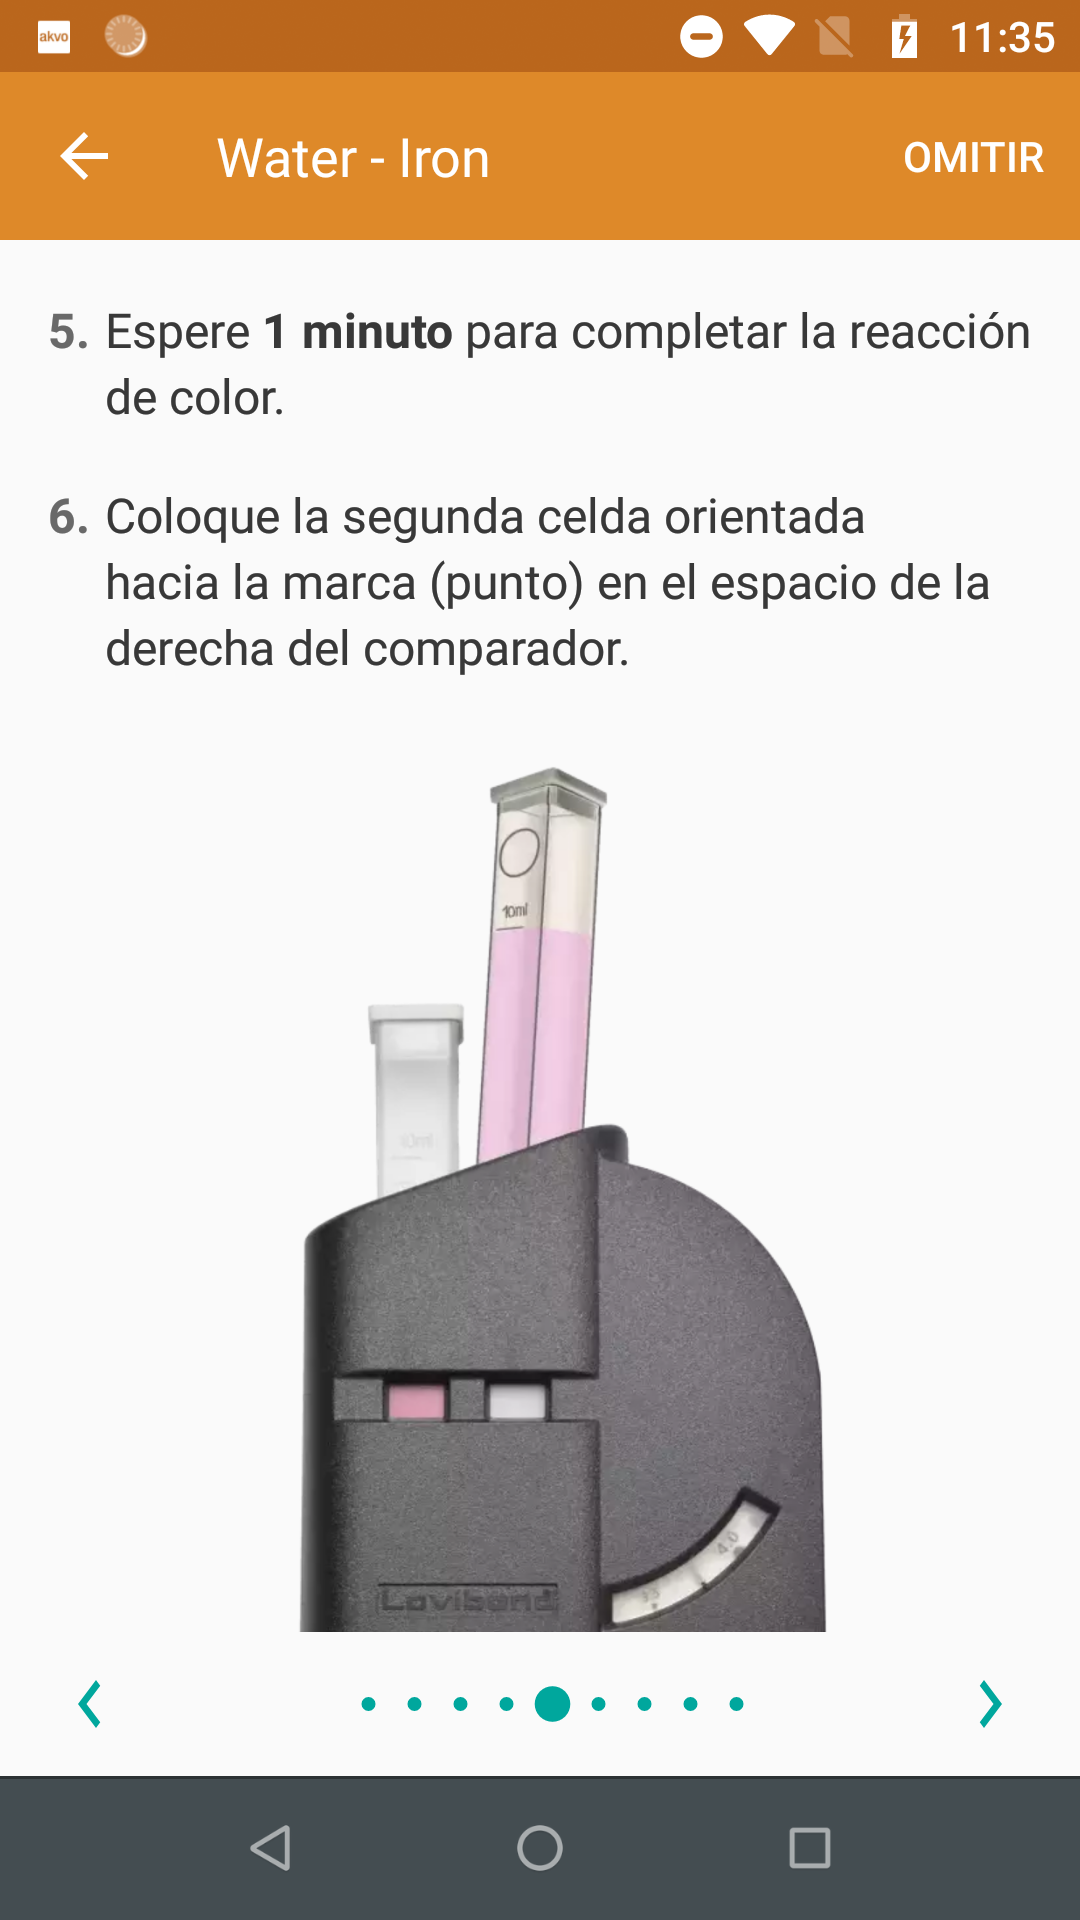 akvo
11:35
Water - Iron
OMITIR
5. Espere 1 minuto para completar la reacción
de color.
6. Coloque la segunda celda orientada
hacia la marca (punto) en el espacio de la
derecha del comparador.
10ml
10ml
4.0
3.5
Lovibond